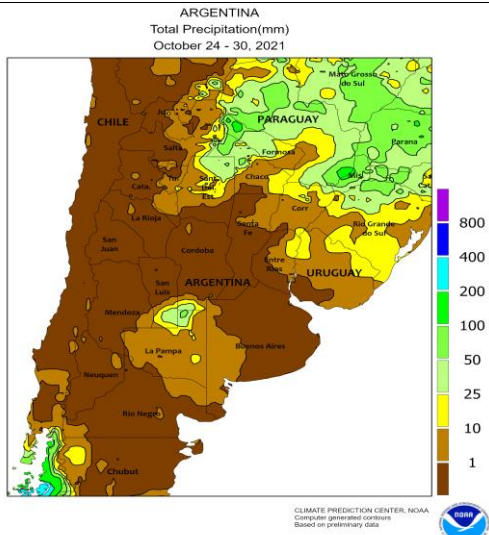 ARGENTINA
Total Precipitation(mm)
October 24 - 30, 2021
Mato Grosso
do Sul
CHILE
PARAGUAY
Parana
Salta
Formosa
Chaco
Cata.
Corr
La Rioja
Santa
Fe
Rio Grande
do Sul
San
Juan
Cordoba
Entre
Rios
URUGUAY
ARGENTINA
San
Luis
Mendoza
Buenos Aires
La Pampa
Neuquen
Rio Negro
Chubut
800
400
200
100
50
25
10
1
CLIMATE PREDICTION CENTER, NOAA
Computer generated contours
Based on preliminary data
NOAA